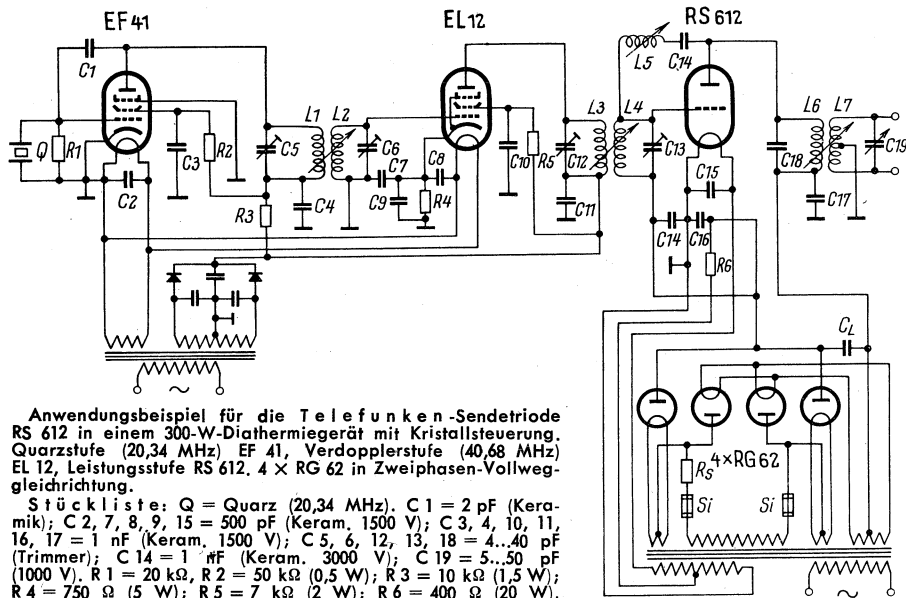 EF 41
EL 12
RS 612
C1
L5
C14
Q
R1
C2
C3
R2
R3
C4
C5
L1
L2
C6
C7
C8
C9
R4
C10
R5
C12
C11
L3
L4
C13
C15
C14
C16
R6
C18
L6
L7
C19
C17
CL
~
RS
4×RG 62
Si
Si
~
Anwendungsbeispiel für die Telefunken-Sendetriode
RS 612 in einem 300-W-Diathermiegerät mit Kristallsteuerung.
Quarzstufe (20,34 MHz) EF 41, Verdopplerstufe (40,68 MHz)
EL 12, Leistungsstufe RS 612. 4 × RG 62 in Zweiphasen-Vollweg-
gleichrichtung.
Stückliste: Q = Quarz (20,34 MHz). C 1 = 2 pF (Kera-
mik); C 2, 7, 8, 9, 15 = 500 pF (Keram. 1500 V); C 3, 4, 10, 11,
16, 17 = 1 nF (Keram. 1500 V); C 5, 6, 12, 13, 18 = 4...40 pF
(Trimmer); C 14 = 1 nF (Keram. 3000 V); C 19 = 5...50 pF
(1000 V). R 1 = 20 kΩ, R 2 = 50 kΩ (0,5 W); R 3 = 10 kΩ (1,5 W);
R 4 = 750 Ω (5 W); R 5 = 7 kΩ (2 W); R 6 = 400 Ω (20 W).